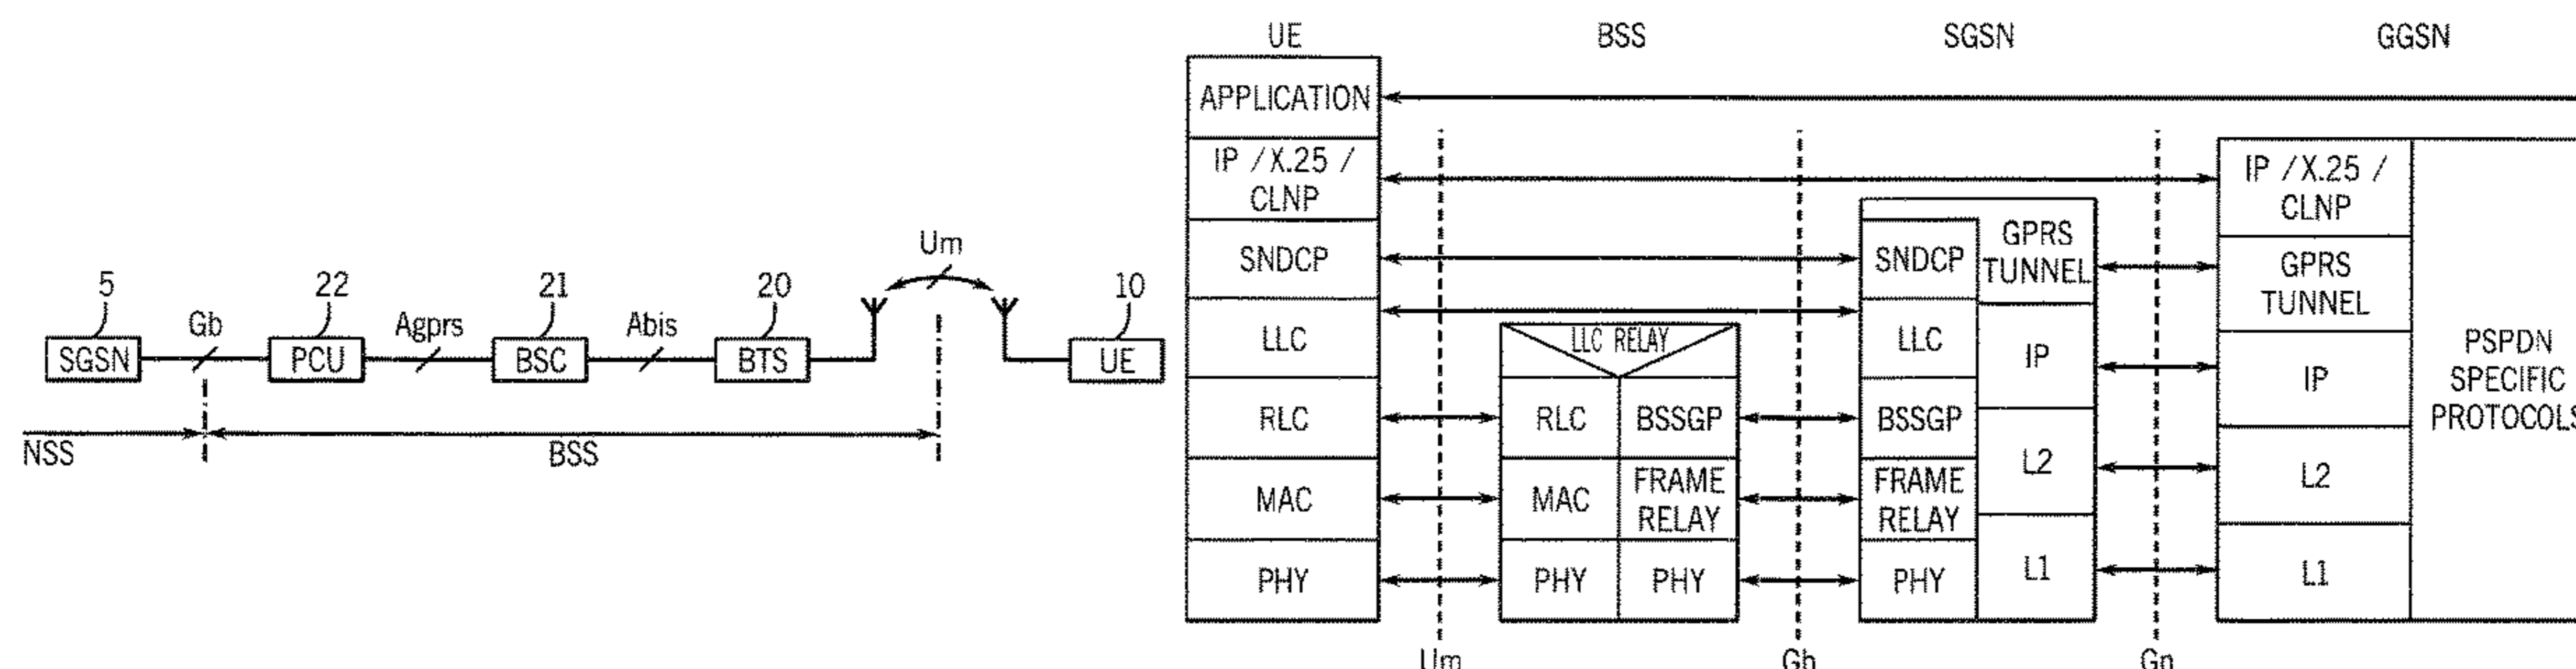 5
Gb
22
Agprs
21
Abis
20
Um
10
SGSN
PCU
BSC
BTS
UE
NSS
BSS
UE
BSS
SGSN
GGSN
APPLICATION
IP / X.25 /
CLNP
SNDCP
LLC
RLC
MAC
PHY
LLC RELAY
RLC
BSSGP
MAC
FRAME
RELAY
PHY
PHY
SNDCP
GPRS
TUNNEL
LLC
IP
BSSGP
L2
FRAME
RELAY
PHY
L1
IP / X.25 /
CLNP
GPRS
TUNNEL
IP
L2
L1
PSPDN
SPECIFIC
PROTOCOLS
Um
Gb
Gn